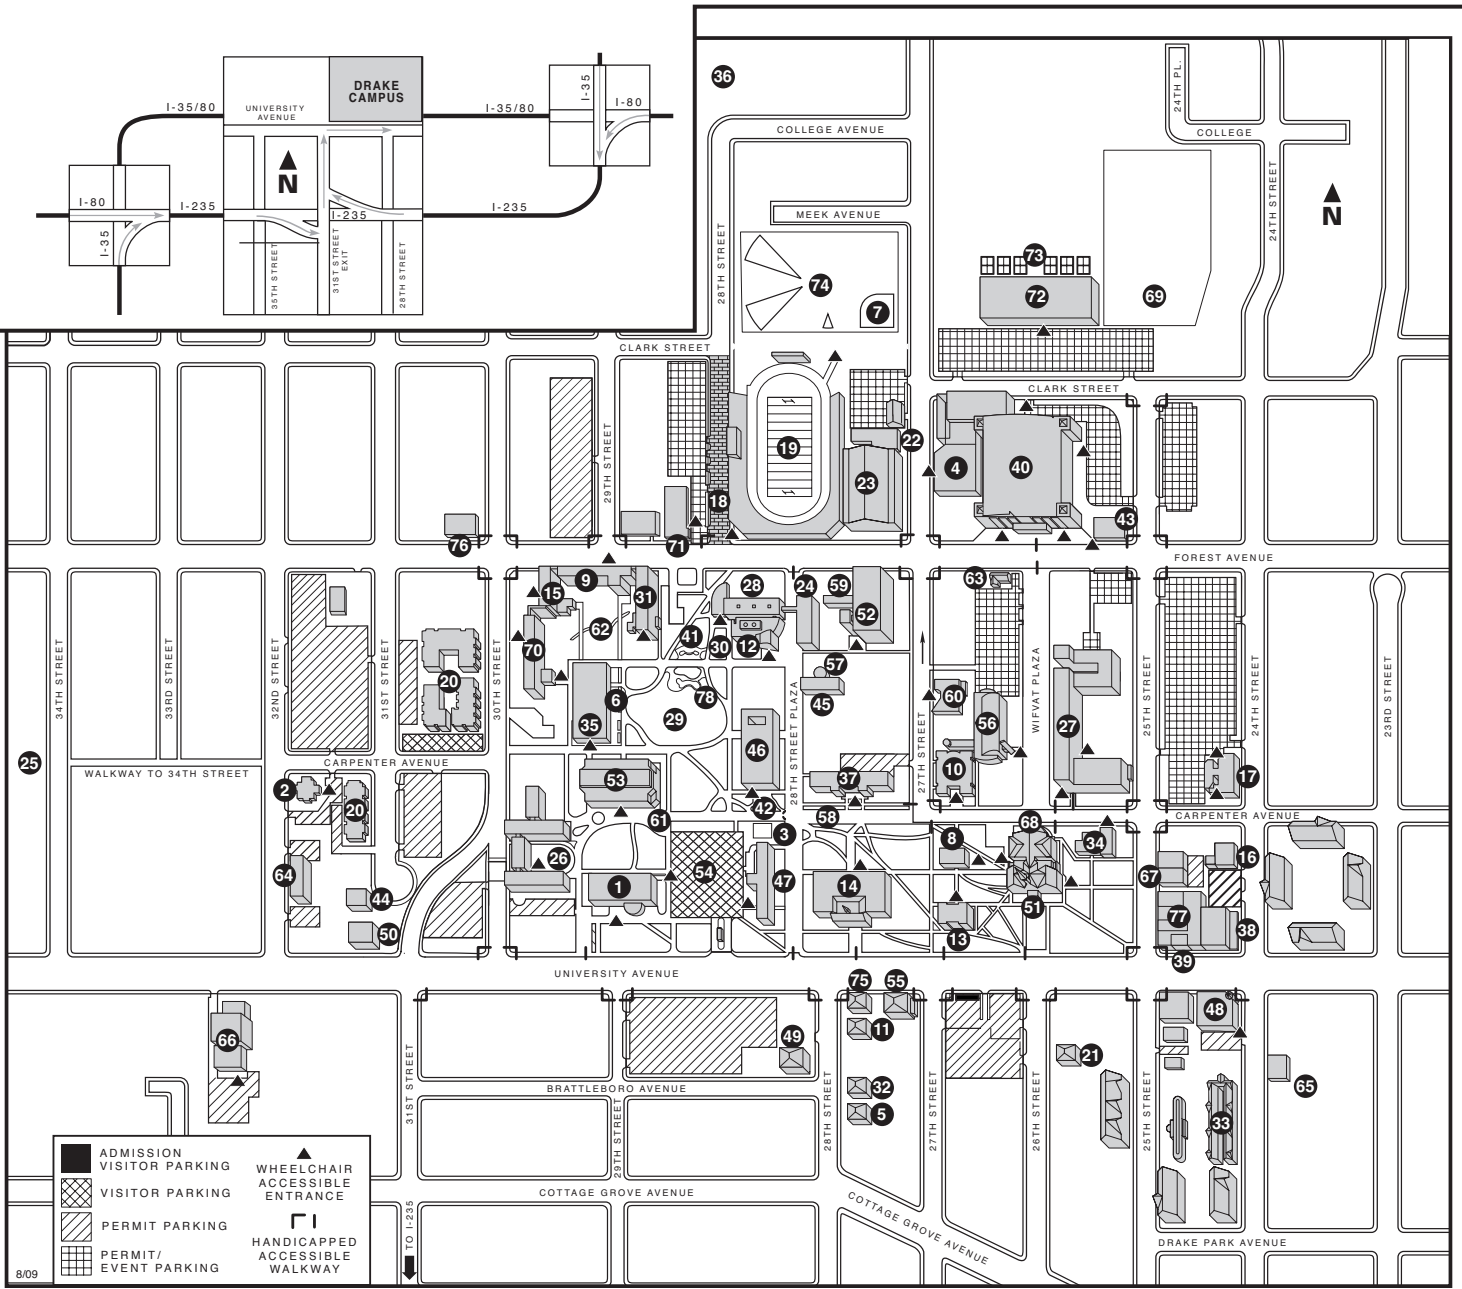 DRAKE
CAMPUS
UNIVERSITY
AVENUE
I-35/80
I-35/80
I-35
I-80
I-80
I-235
I-235
I-235
I-35
N
35TH STREET
31ST STREET
EXIT
28TH STREET
36
COLLEGE AVENUE
24TH PL.
COLLEGE
24TH STREET
N
MEEK AVENUE
28TH STREET
74
7
73
72
69
CLARK STREET
CLARK STREET
29TH STREET
19
22
23
4
40
18
43
76
71
FOREST AVENUE
34TH STREET
33RD STREET
32ND STREET
31ST STREET
30TH STREET
9
15
31
62
70
41
30
28
12
24
59
52
63
20
57
45
60
56
WIFVAT PLAZA
27
25TH STREET
24TH STREET
23RD STREET
6
35
78
29
46
28TH STREET PLAZA
27TH STREET
37
10
17
25
WALKWAY TO 34TH STREET
CARPENTER AVENUE
2
20
53
61
42
58
3
CARPENTER AVENUE
26
54
47
14
8
68
34
67
16
64
44
50
1
13
51
77
38
39
UNIVERSITY AVENUE
66
75
55
11
49
32
5
21
48
65
33
31ST STREET
BRATTLEBORO AVENUE
29TH STREET
28TH STREET
27TH STREET
26TH STREET
25TH STREET
COTTAGE GROVE AVENUE
COTTAGE GROVE AVENUE
DRAKE PARK AVENUE
TO I-235
ADMISSION
VISITOR PARKING
VISITOR PARKING
PERMIT PARKING
PERMIT/
EVENT PARKING
WHEELCHAIR
ACCESSIBLE
ENTRANCE
HANDICAPPED
ACCESSIBLE
WALKWAY
8/09